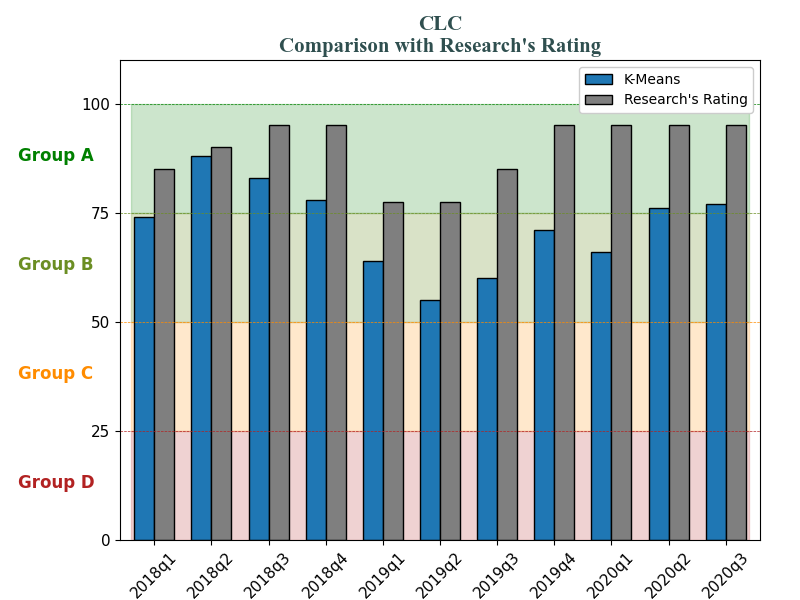 CLC
Comparison with Research's Rating
K-Means
Research's Rating
100
Group A
75
Group B
50
Group C
25
Group D
0
2018q1 2018q2 2018q3 2018q4 2019q1 2019q2 2019q3 2019q4 2020q1 2020q2 2020q3